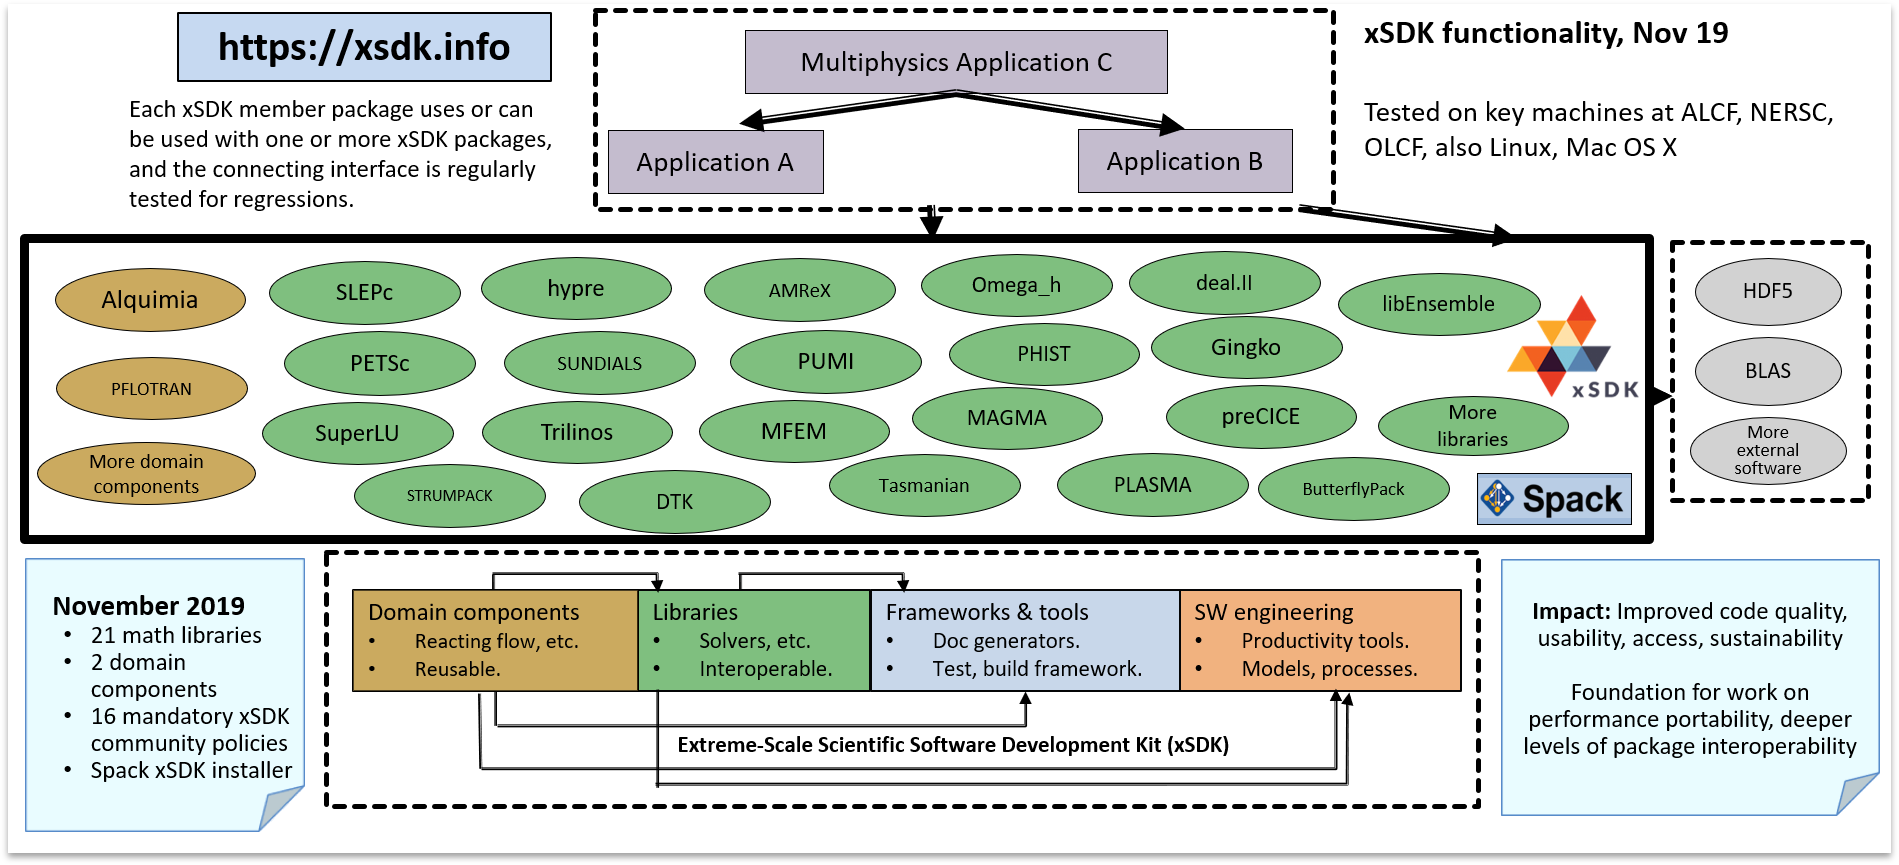 https://xsdk.info
Each xSDK member package uses or can
be used with one or more xSDK packages,
and the connecting interface is regularly
tested for regressions.
Multiphysics Application C
Application A
Application B
xSDK functionality, Nov 19
Tested on key machines at ALCF, NERSC,
OLCF, also Linux, Mac OS X
Alquimia
SLEPc
hypre
AMReX
Omega_h
deal.II
libEnsemble
PFLOTRAN
PETSc
SUNDIALS
PUMI
PHIST
Gingko
xSDK
More domain
components
SuperLU
Trilinos
MFEM
MAGMA
preCICE
More
libraries
STRUMPACK
DTK
Tasmanian
PLASMA
ButterflyPack
Spack
HDF5
BLAS
More
external
software
November 2019
• 21 math libraries
• 2 domain
components
• 16 mandatory xSDK
community policies
• Spack xSDK installer
Domain components
• Reacting flow, etc.
• Reusable.
Libraries
• Solvers, etc.
• Interoperable.
Frameworks & tools
• Doc generators.
• Test, build framework.
SW engineering
• Productivity tools.
• Models, processes.
Extreme-Scale Scientific Software Development Kit (xSDK)
Impact: Improved code quality,
usability, access, sustainability
Foundation for work on
performance portability, deeper
levels of package interoperability